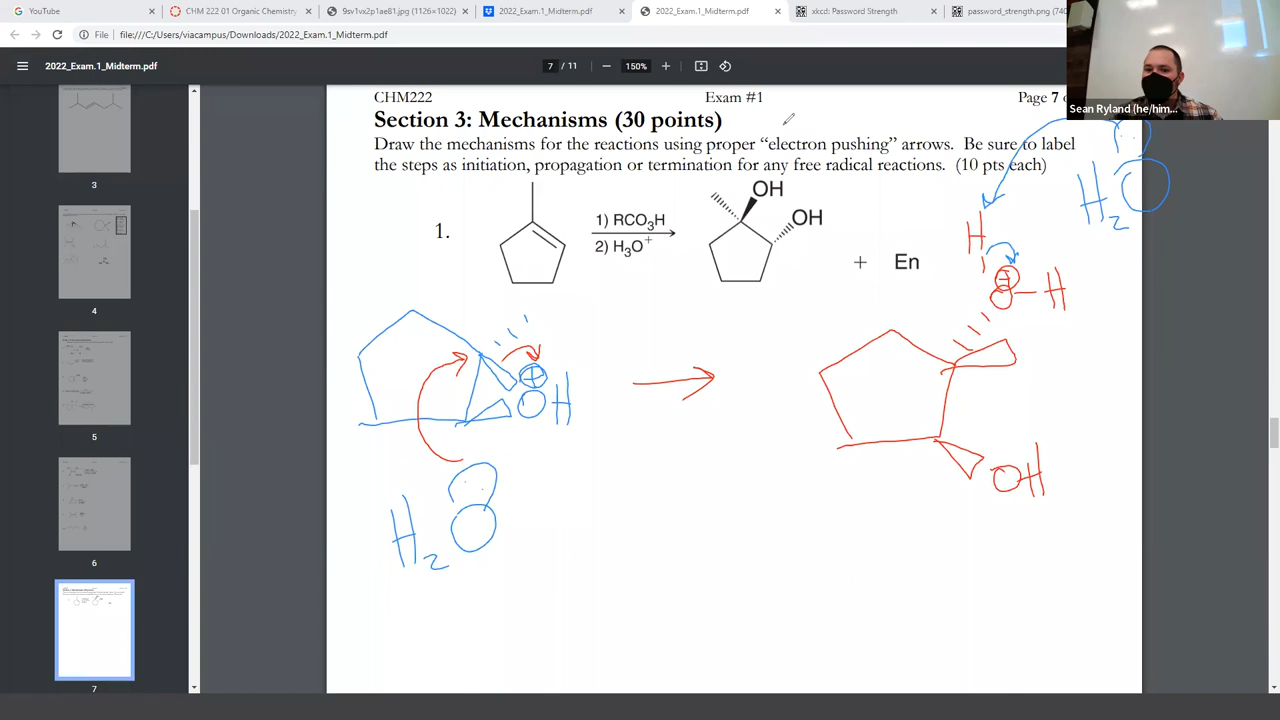 YouTube
CHM 222 01 Organic Chemistry
9sv1vx2p1ae81.jpg (1126×1022)
2022_Exam.1_Midterm.pdf
2022_Exam.1_Midterm.pdf
xkcd: Password Strength
password_strength.png (740
File
file:///C:/Users/viacampus/Downloads/2022_Exam.1_Midterm.pdf
2022_Exam.1_Midterm.pdf
7 / 11
150%
Sean Ryland (he/him...
3
4
5
6
7
CHM222
Exam #1
Page 7
Section 3: Mechanisms (30 points)
Draw the mechanisms for the reactions using proper “electron pushing” arrows. Be sure to label
the steps as initiation, propagation or termination for any free radical reactions. (10 pts each)
1.
1) RCO3H
2) H3O+
OH
OH
+ En
H2O
H
⊕
O—H
⊕
OH
OH
H2O